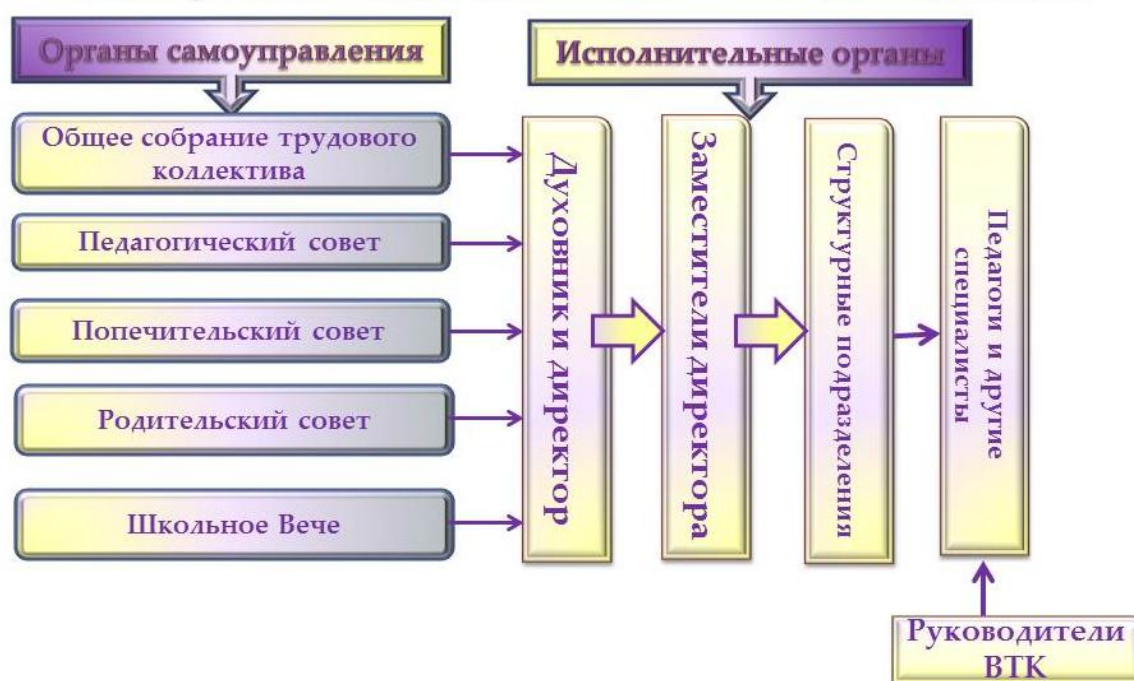 Органы самоуправления
Исполнительные органы
Общее собрание трудового
коллектива
Педагогический совет
Попечительский совет
Родительский совет
Школьное Вече
Духовник и директор
Заместители директора
Структурные подразделения
Педагоги и другие
специалисты
Руководители
ВТК